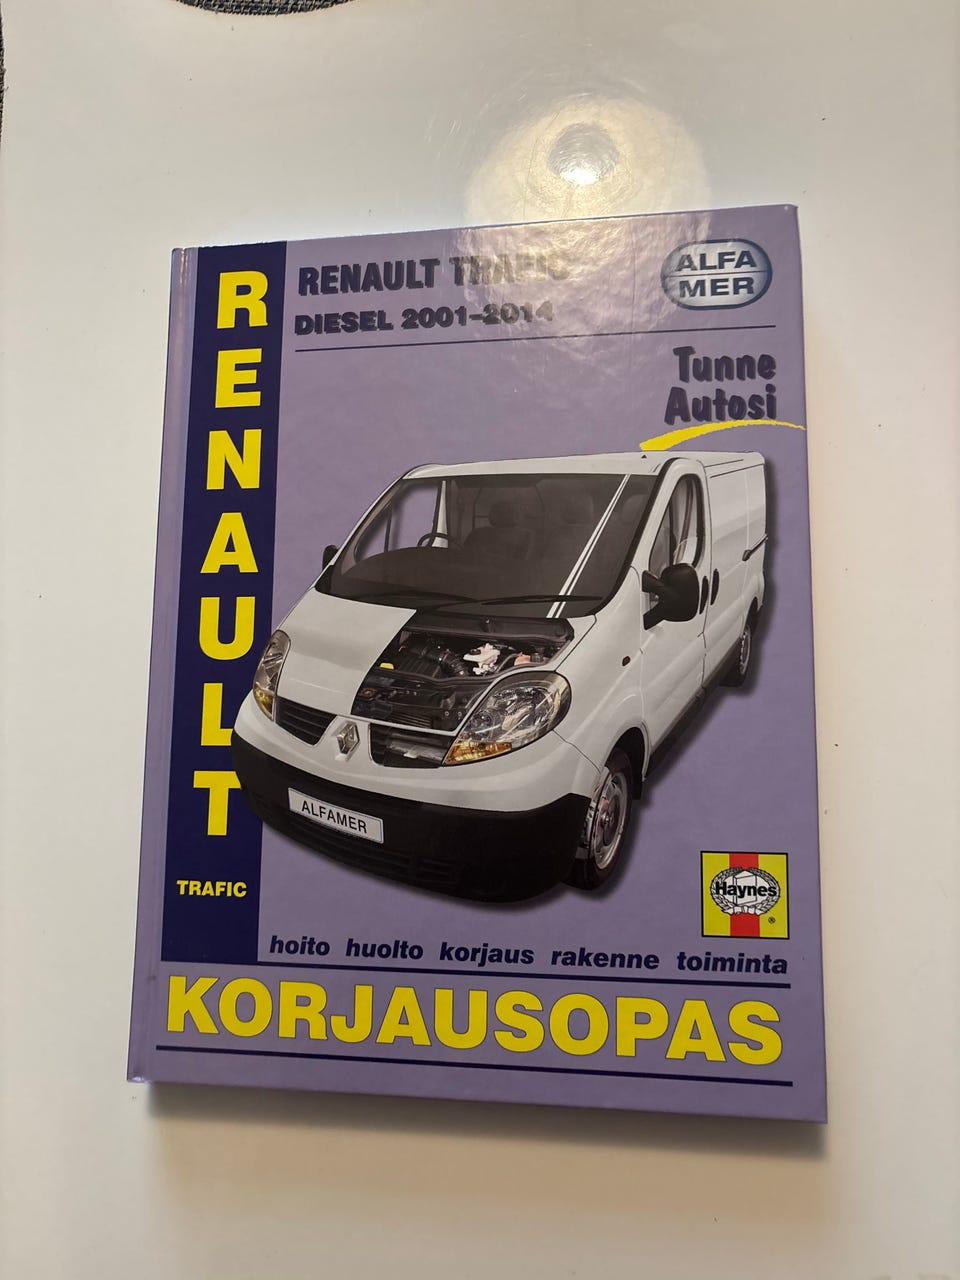 RENAULT
TRAFIC
RENAULT TRAFIC
DIESEL 2001-2014
ALFA
MER
Tunne
Autosi
ALFAMER
Haynes
®
hoito huolto korjaus rakenne toiminta
KORJAUSOPAS